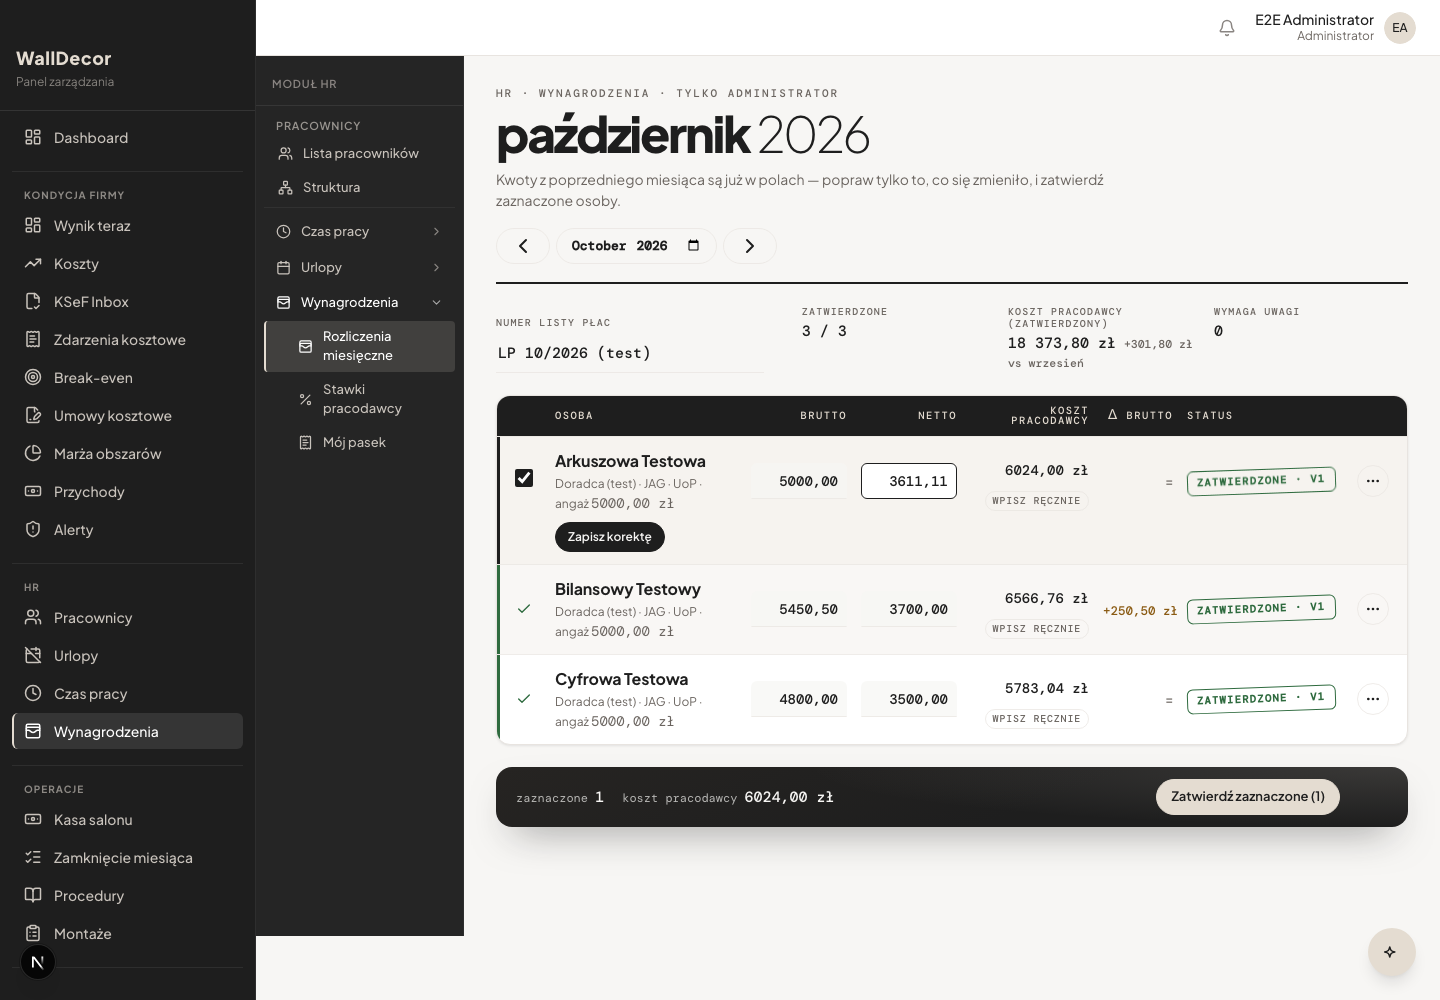 WallDecor
Panel zarządzania
Dashboard
KONDYCJA FIRMY
Wynik teraz
Koszty
KSeF Inbox
Zdarzenia kosztowe
Break-even
Umowy kosztowe
Marża obszarów
Przychody
Alerty
HR
Pracownicy
Urlopy
Czas pracy
Wynagrodzenia
OPERACJE
Kasa salonu
Zamknięcie miesiąca
Procedury
Montaże
N
MODUŁ HR
PRACOWNICY
Lista pracowników
Struktura
Czas pracy
Urlopy
Wynagrodzenia
Rozliczenia
miesięczne
Stawki
pracodawcy
Mój pasek
E2E Administrator
Administrator
EA
HR · WYNAGRODZENIA · TYLKO ADMINISTRATOR
październik 2026
Kwoty z poprzedniego miesiąca są już w polach — popraw tylko to, co się zmieniło, i zatwierdź
zaznaczone osoby.
October 2026
NUMER LISTY PŁAC
LP 10/2026 (test)
ZATWIERDZONE
3 / 3
KOSZT PRACODAWCY
(ZATWIERDZONY)
18 373,80 zł +301,80 zł
vs wrzesień
WYMAGA UWAGI
0
OSOBA BRUTTO NETTO KOSZT PRACODAWCY Δ BRUTTO STATUS
Arkuszowa Testowa
Doradca (test) · JAG · UoP ·
angaż 5000,00 zł
Zapisz korektę
5000,00
3611,11
6024,00 zł
WPISZ RĘCZNIE
=
ZATWIERDZONE · V1
Bilansowy Testowy
Doradca (test) · JAG · UoP ·
angaż 5000,00 zł
5450,50
3700,00
6566,76 zł
WPISZ RĘCZNIE
+250,50 zł
ZATWIERDZONE · V1
Cyfrowa Testowa
Doradca (test) · JAG · UoP ·
angaż 5000,00 zł
4800,00
3500,00
5783,04 zł
WPISZ RĘCZNIE
=
ZATWIERDZONE · V1
zaznaczone 1 koszt pracodawcy 6024,00 zł
Zatwierdź zaznaczone (1)